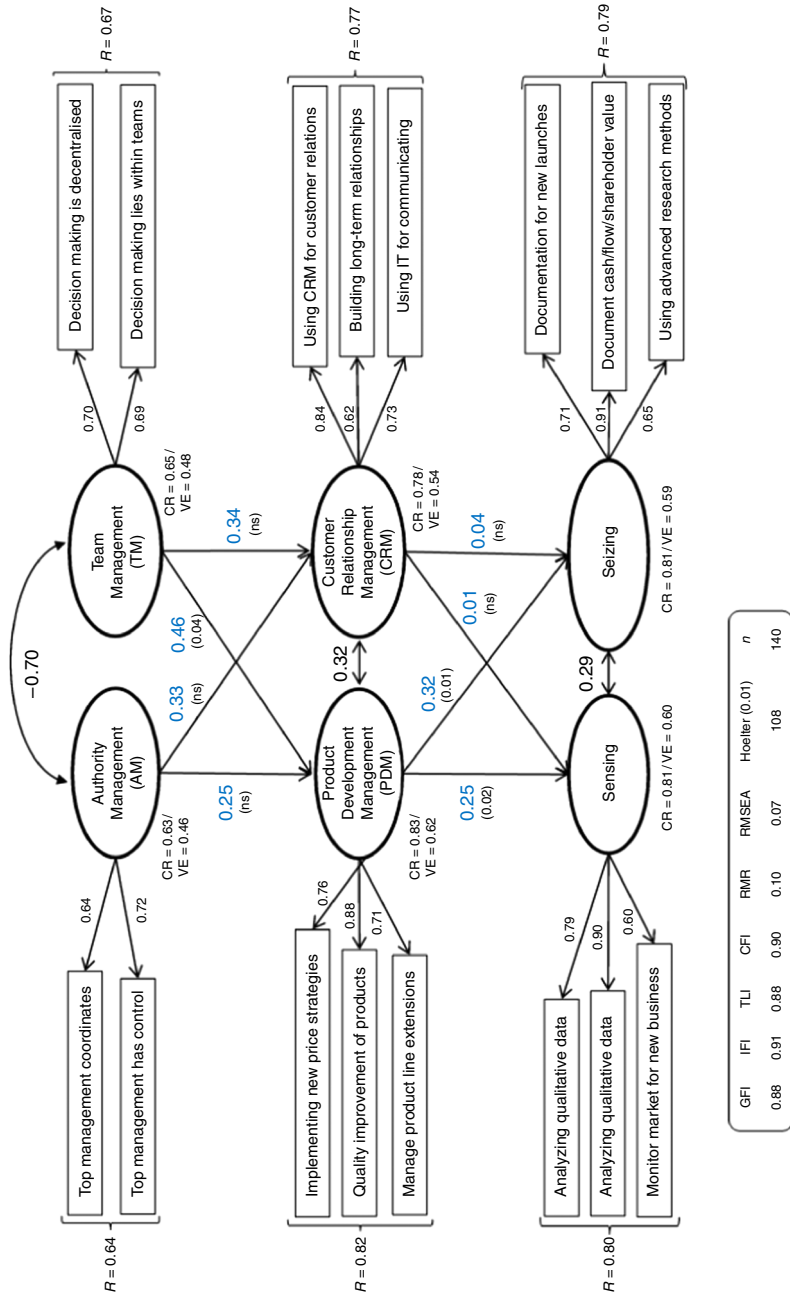 R = 0.64
Top management coordinates
Top management has control
0.64
0.72
Authority
Management
(AM)
CR = 0.63/
VE = 0.46
−0.70
Team
Management
(TM)
CR = 0.65/
VE = 0.48
0.70
0.69
Decision making is decentralised
Decision making lies within teams
R = 0.67
0.25
(ns)
0.33
(ns)
0.46
(0.04)
0.34
(ns)
R = 0.82
Implementing new price strategies
Quality improvement of products
Manage product line extensions
0.76
0.88
0.71
Product
Development
Management
(PDM)
CR = 0.83/
VE = 0.62
0.32
Customer
Relationship
Management
(CRM)
CR = 0.78/
VE = 0.54
0.84
0.62
0.73
Using CRM for customer relations
Building long-term relationships
Using IT for communicating
R = 0.77
0.25
(0.02)
0.32
(0.01)
0.01
(ns)
0.04
(ns)
R = 0.80
Analyzing qualitative data
Analyzing qualitative data
Monitor market for new business
0.79
0.90
0.60
Sensing
CR = 0.81/ VE = 0.60
0.29
Seizing
CR = 0.81/ VE = 0.59
0.71
0.91
0.65
Documentation for new launches
Document cash/flow/shareholder value
Using advanced research methods
R = 0.79
GFI IFI TLI CFI RMR RMSEA Hoelter (0.01) n
0.88 0.91 0.88 0.90 0.10 0.07 108 140